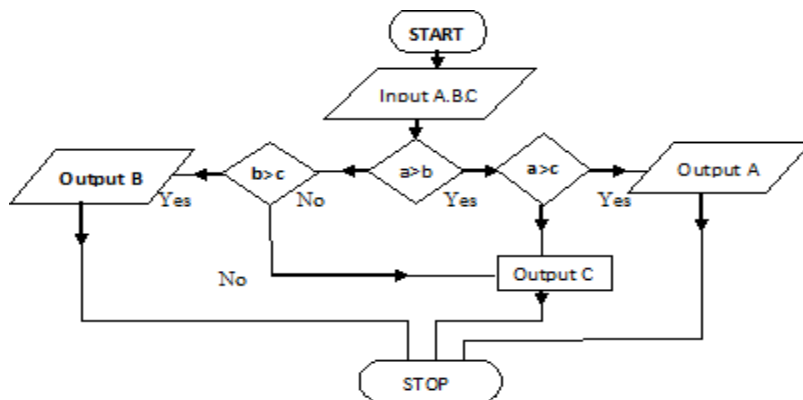 START
Input A,B,C
Output B
b>c
a>b
a>c
Output A
Yes
No
Yes
Yes
No
Output C
STOP